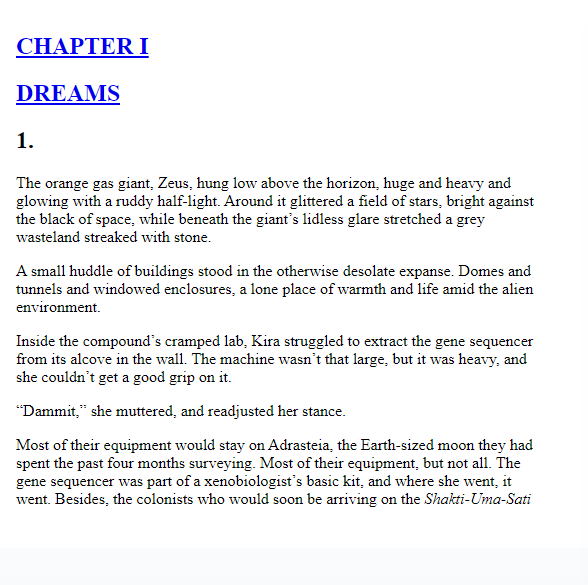 CHAPTER I
DREAMS
1.
The orange gas giant, Zeus, hung low above the horizon, huge and heavy and
glowing with a ruddy half-light. Around it glittered a field of stars, bright against
the black of space, while beneath the giant’s lidless glare stretched a grey
wasteland streaked with stone.
A small huddle of buildings stood in the otherwise desolate expanse. Domes and
tunnels and windowed enclosures, a lone place of warmth and life amid the alien
environment.
Inside the compound’s cramped lab, Kira struggled to extract the gene sequencer
from its alcove in the wall. The machine wasn’t that large, but it was heavy, and
she couldn’t get a good grip on it.
“Dammit,” she muttered, and readjusted her stance.
Most of their equipment would stay on Adrasteia, the Earth-sized moon they had
spent the past four months surveying. Most of their equipment, but not all. The
gene sequencer was part of a xenobiologist’s basic kit, and where she went, it
went. Besides, the colonists who would soon be arriving on the Shakti-Uma-Sati